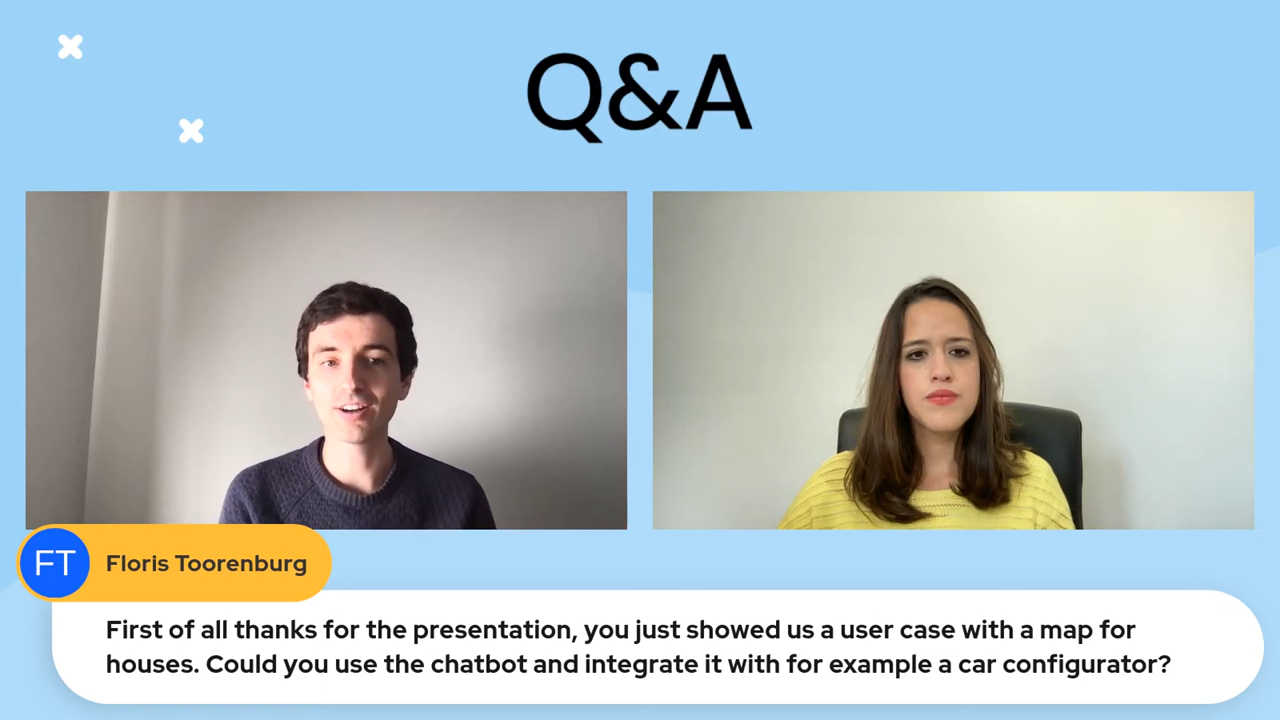 Q&A
FT
Floris Toorenburg
First of all thanks for the presentation, you just showed us a user case with a map for
houses. Could you use the chatbot and integrate it with for example a car configurator?